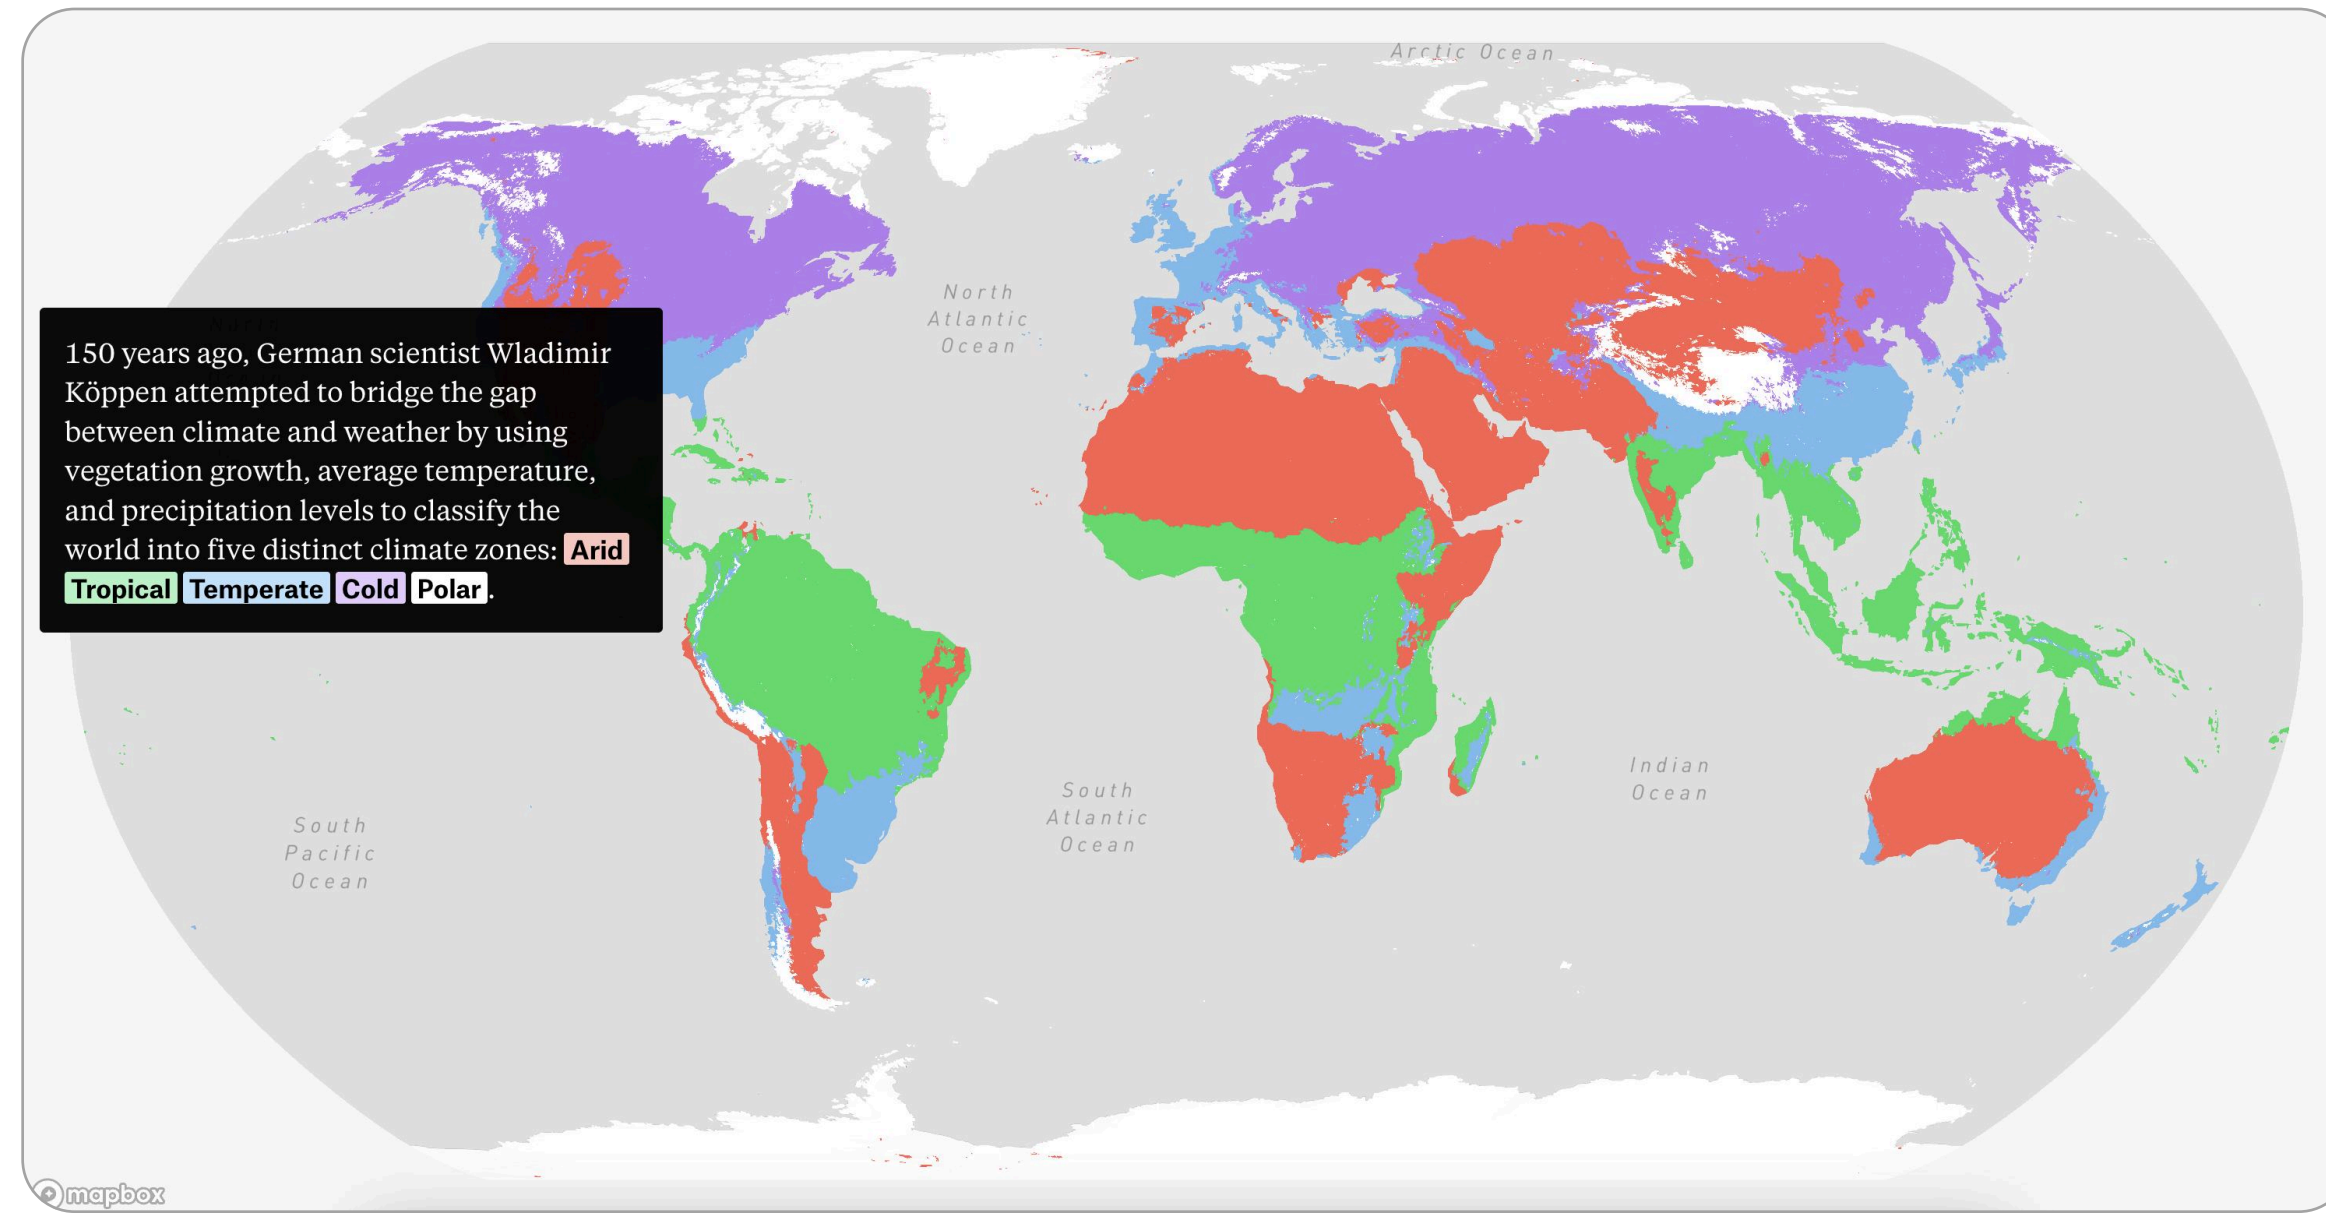 Arctic Ocean
North
Atlantic
Ocean
150 years ago, German scientist Wladimir
Köppen attempted to bridge the gap
between climate and weather by using
vegetation growth, average temperature,
and precipitation levels to classify the
world into five distinct climate zones: Arid
Tropical Temperate Cold Polar.
South
Pacific
Ocean
South
Atlantic
Ocean
Indian
Ocean
mapbox